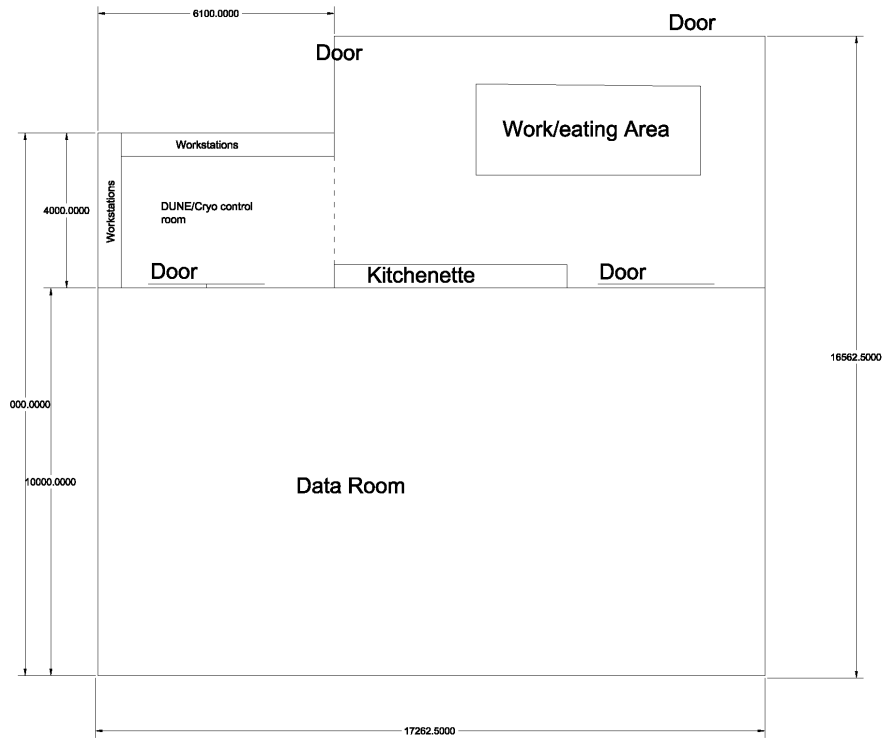 6100.0000
Door
Door
Work/eating Area
Workstations
Workstations
4000.0000
DUNE/Cryo control
room
Door
Kitchenette
Door
16562.5000
000.0000
10000.0000
Data Room
17262.5000